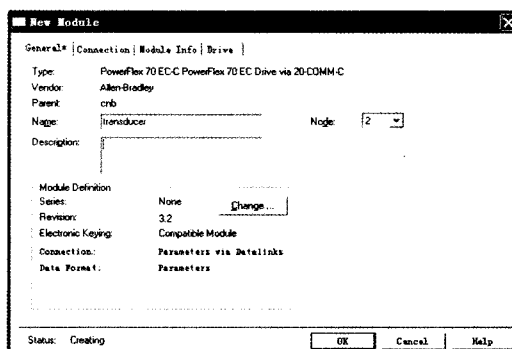 New Module
General* Connection Module Info Drive
Type: PowerFlex 70 EC-C PowerFlex 70 EC Drive via 20-COMM-C
Vendor: Allen-Bradley
Parent: cnb
Name: transducer Node: 2
Description:
Module Definition
Series: None Change ...
Revision: 3.2
Electronic Keying: Compatible Module
Connection: Parameters via Datalinks
Data Format: Parameters
Status: Creating OK Cancel Help